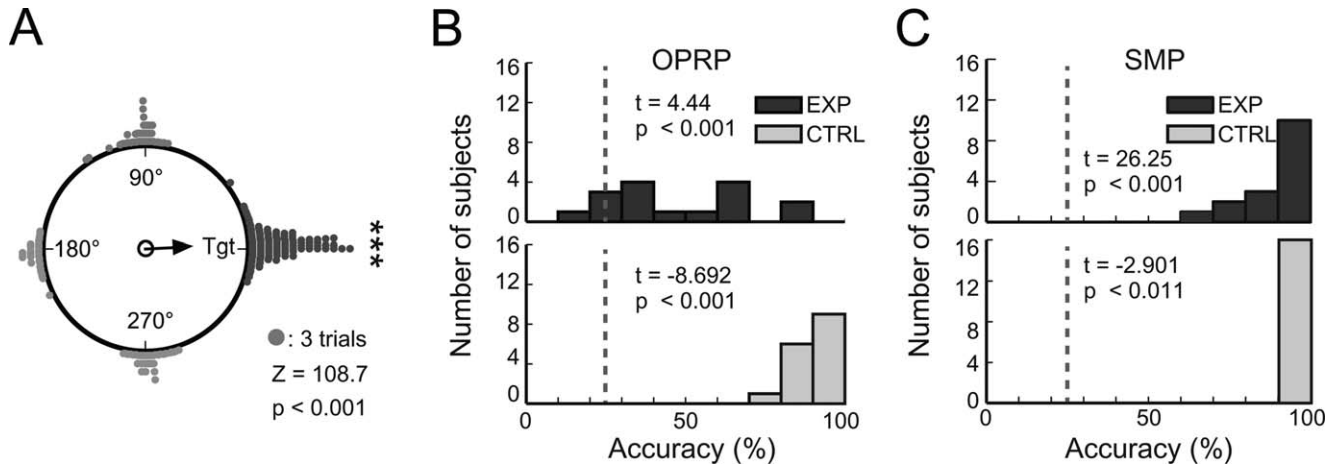 A
90°
180°
Tgt
***
270°
: 3 trials
Z = 108.7
p < 0.001
B
OPRP
16
12
8
4
0
t = 4.44
p < 0.001
EXP
CTRL
Number of subjects
16
12
8
4
0
t = -8.692
p < 0.001
0
50
100
Accuracy (%)
C
SMP
16
12
8
4
0
t = 26.25
p < 0.001
EXP
CTRL
Number of subjects
16
12
8
4
0
t = -2.901
p < 0.011
0
50
100
Accuracy (%)